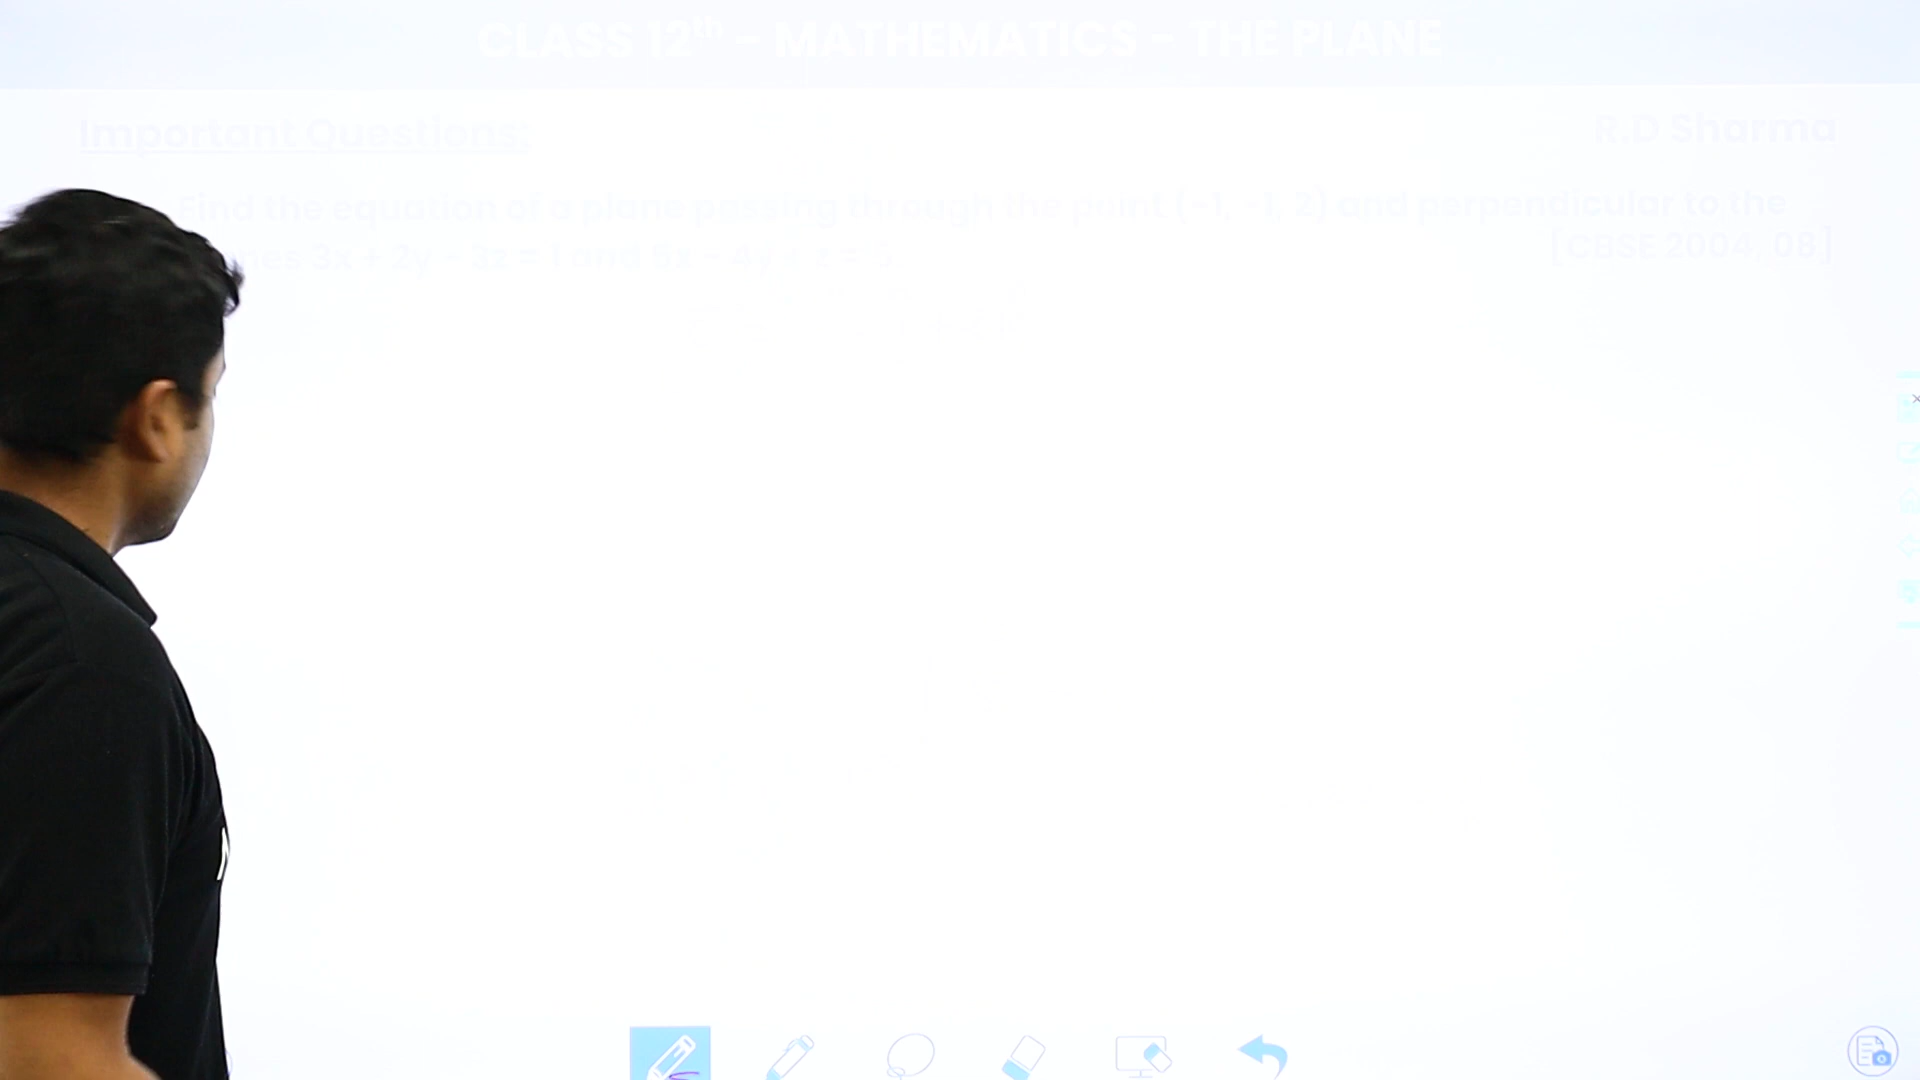 CLASS 12th - MATHEMATICS - THE PLANE
Important Questions:
R.D Sharma
Find the equation of a plane passing through the point (-1, -1, 2) and perpendicular to the
3x + 2y - 3z = 1 and 5x - 4y + z = 5.
[CBSE 2004, 08]